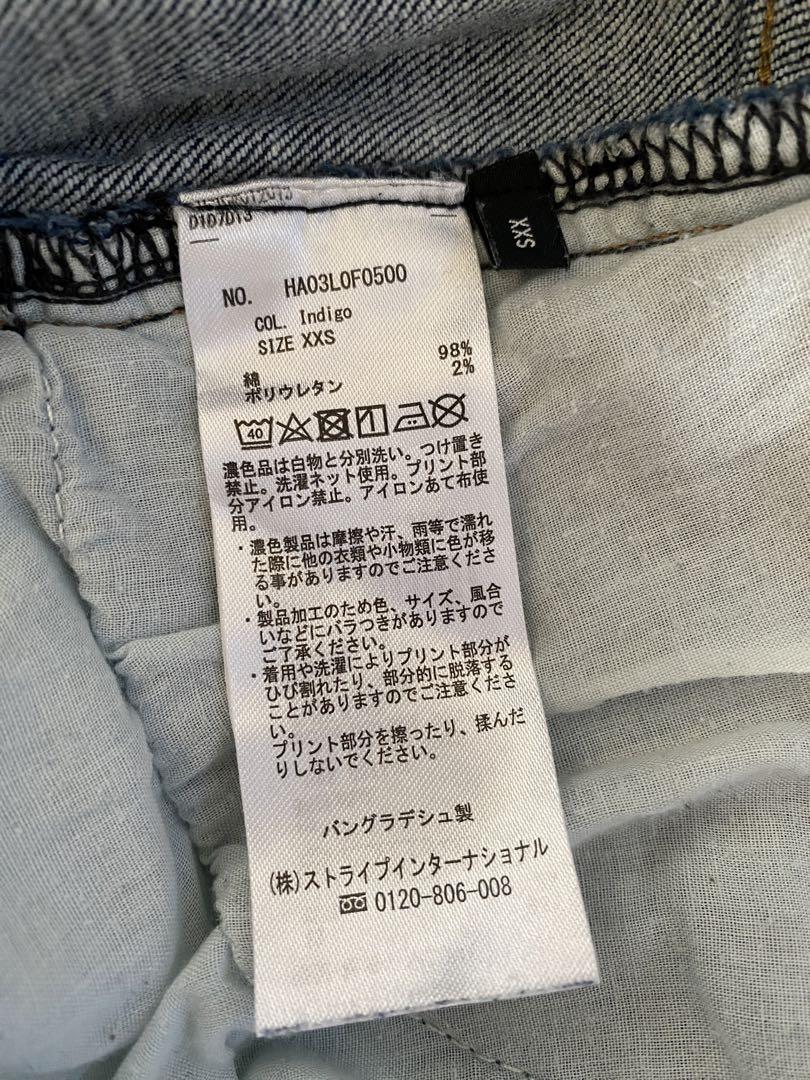 D1D7D13
XXS
NO. HA03L0F0500
COL. Indigo
SIZE XXS
綿 98%
ポリウレタン 2%
40
濃色品は白物と分別洗い。つけ置き
禁止。洗濯ネット使用。プリント部
分アイロン禁止。アイロンあて布使
用。
・濃色製品は摩擦や汗、雨等で濡れ
た際に他の衣類や小物類に色が移
る事がありますのでご注意くださ
い。
・製品加工のため色、サイズ、風合
いなどにバラつきがありますので
ご了承ください。
・着用や洗濯によりプリント部分が
ひび割れたり、部分的に脱落する
ことがありますのでご注意くださ
い。
プリント部分を擦ったり、揉んだ
りしないでください。
バングラデシュ製
(株)ストライプインターナショナル
0120-806-008